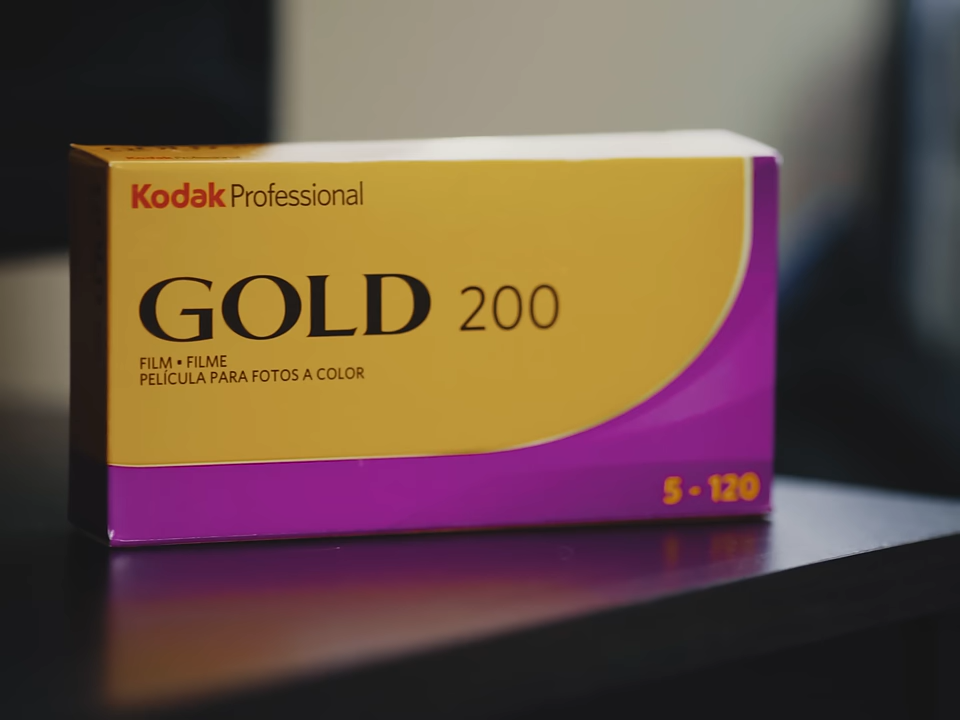 Kodak Professional
GOLD 200
FILM ▪ FILME
PELÍCULA PARA FOTOS A COLOR
5 - 120